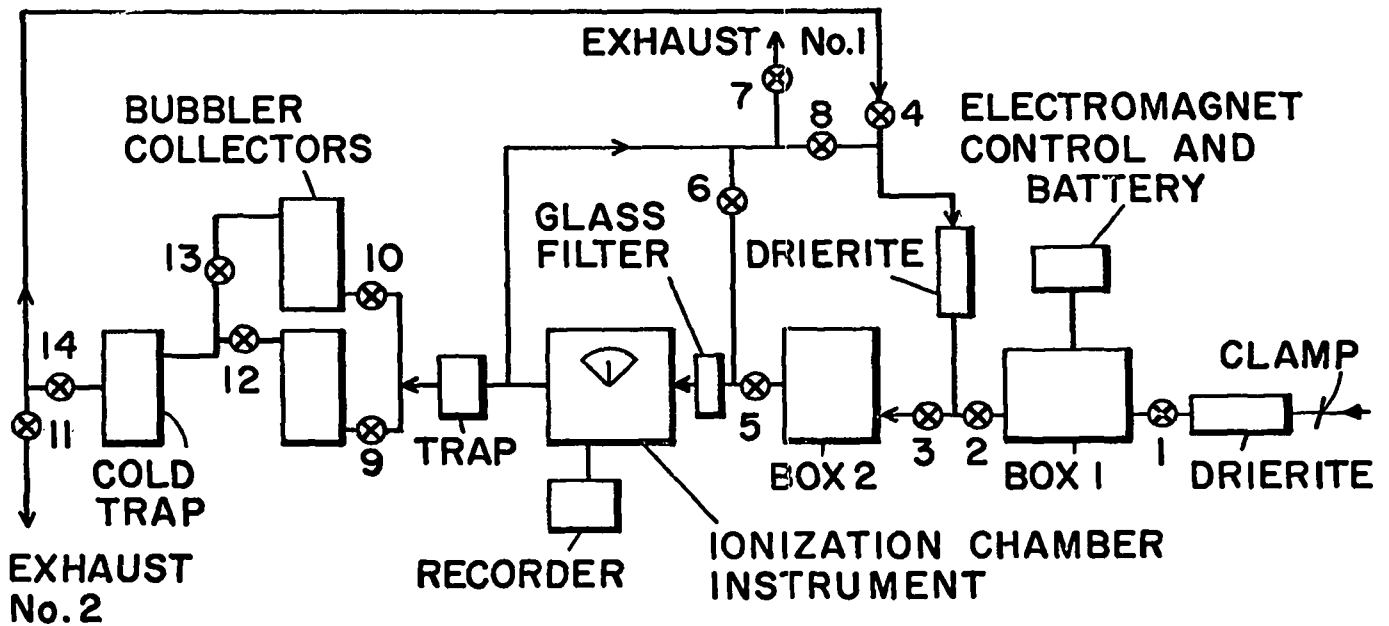 EXHAUST No.1
7
8
4
BUBBLER
COLLECTORS
ELECTROMAGNET
CONTROL AND
BATTERY
6
GLASS
FILTER
DRIERITE
13
10
14
12
CLAMP
11
9
TRAP
5
3
2
1
COLD
TRAP
BOX 2
BOX 1
DRIERITE
RECORDER
IONIZATION CHAMBER
INSTRUMENT
EXHAUST
No. 2